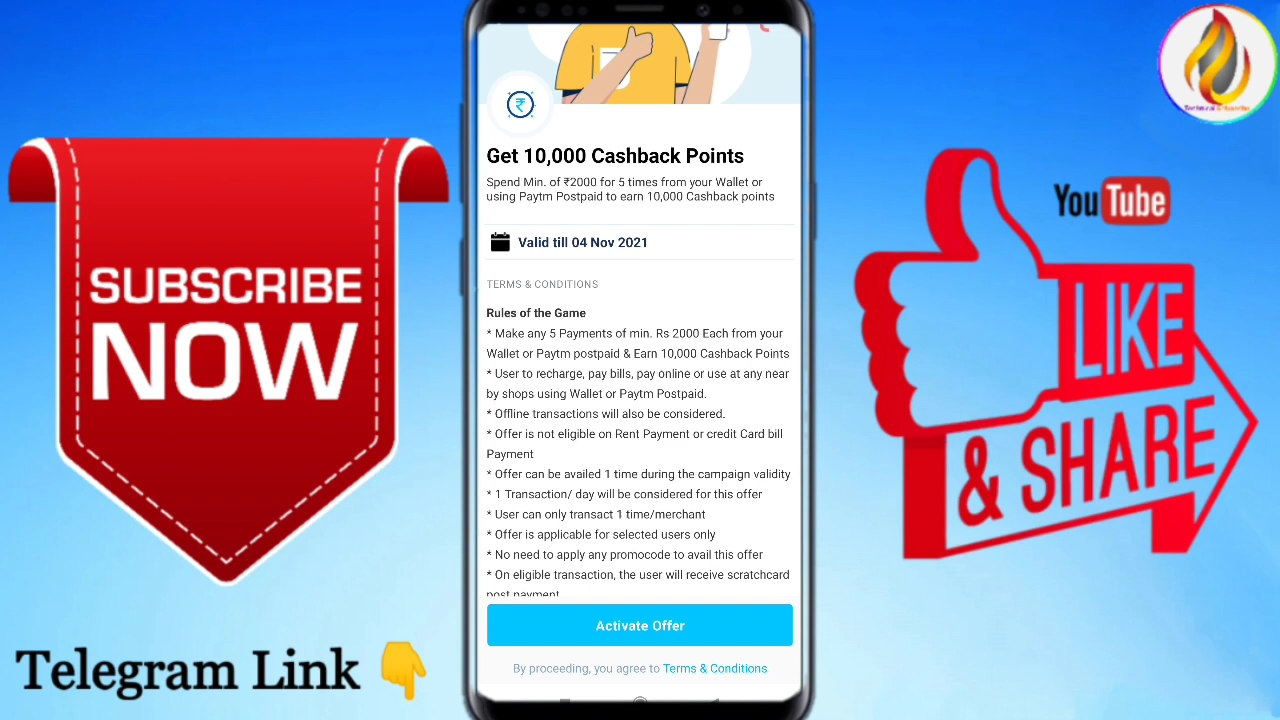 SUBSCRIBE
NOW
Telegram Link
Get 10,000 Cashback Points
Spend Min. of ₹2000 for 5 times from your Wallet or
using Paytm Postpaid to earn 10,000 Cashback points
Valid till 04 Nov 2021
TERMS & CONDITIONS
Rules of the Game
* Make any 5 Payments of min. Rs 2000 Each from your
Wallet or Paytm postpaid & Earn 10,000 Cashback Points
* User to recharge, pay bills, pay online or use at any near
by shops using Wallet or Paytm Postpaid.
* Offline transactions will also be considered.
* Offer is not eligible on Rent Payment or credit Card bill
Payment
* Offer can be availed 1 time during the campaign validity
* 1 Transaction/ day will be considered for this offer
* User can only transact 1 time/merchant
* Offer is applicable for selected users only
* No need to apply any promocode to avail this offer
* On eligible transaction, the user will receive scratchcard
post payment
Activate Offer
By proceeding, you agree to Terms & Conditions
YouTube
LIKE
& SHARE